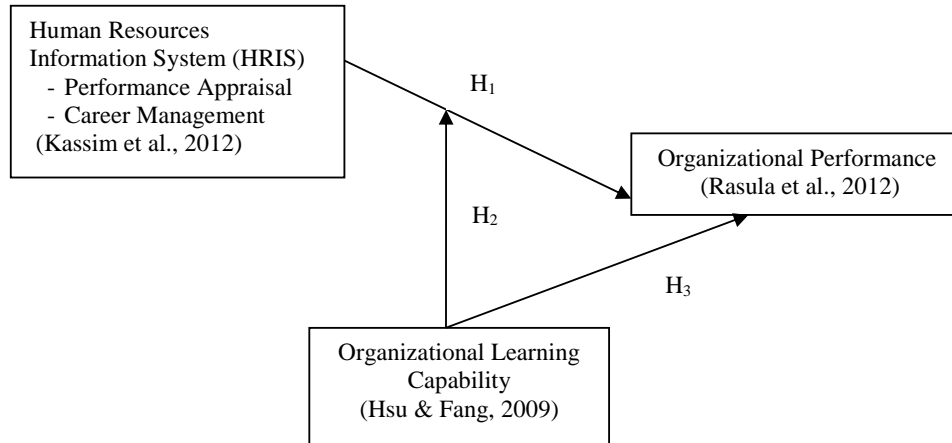 Human Resources
Information System (HRIS)
- Performance Appraisal
- Career Management
(Kassim et al., 2012)
H₁
Organizational Performance
(Rasula et al., 2012)
H₂
H₃
Organizational Learning
Capability
(Hsu & Fang, 2009)